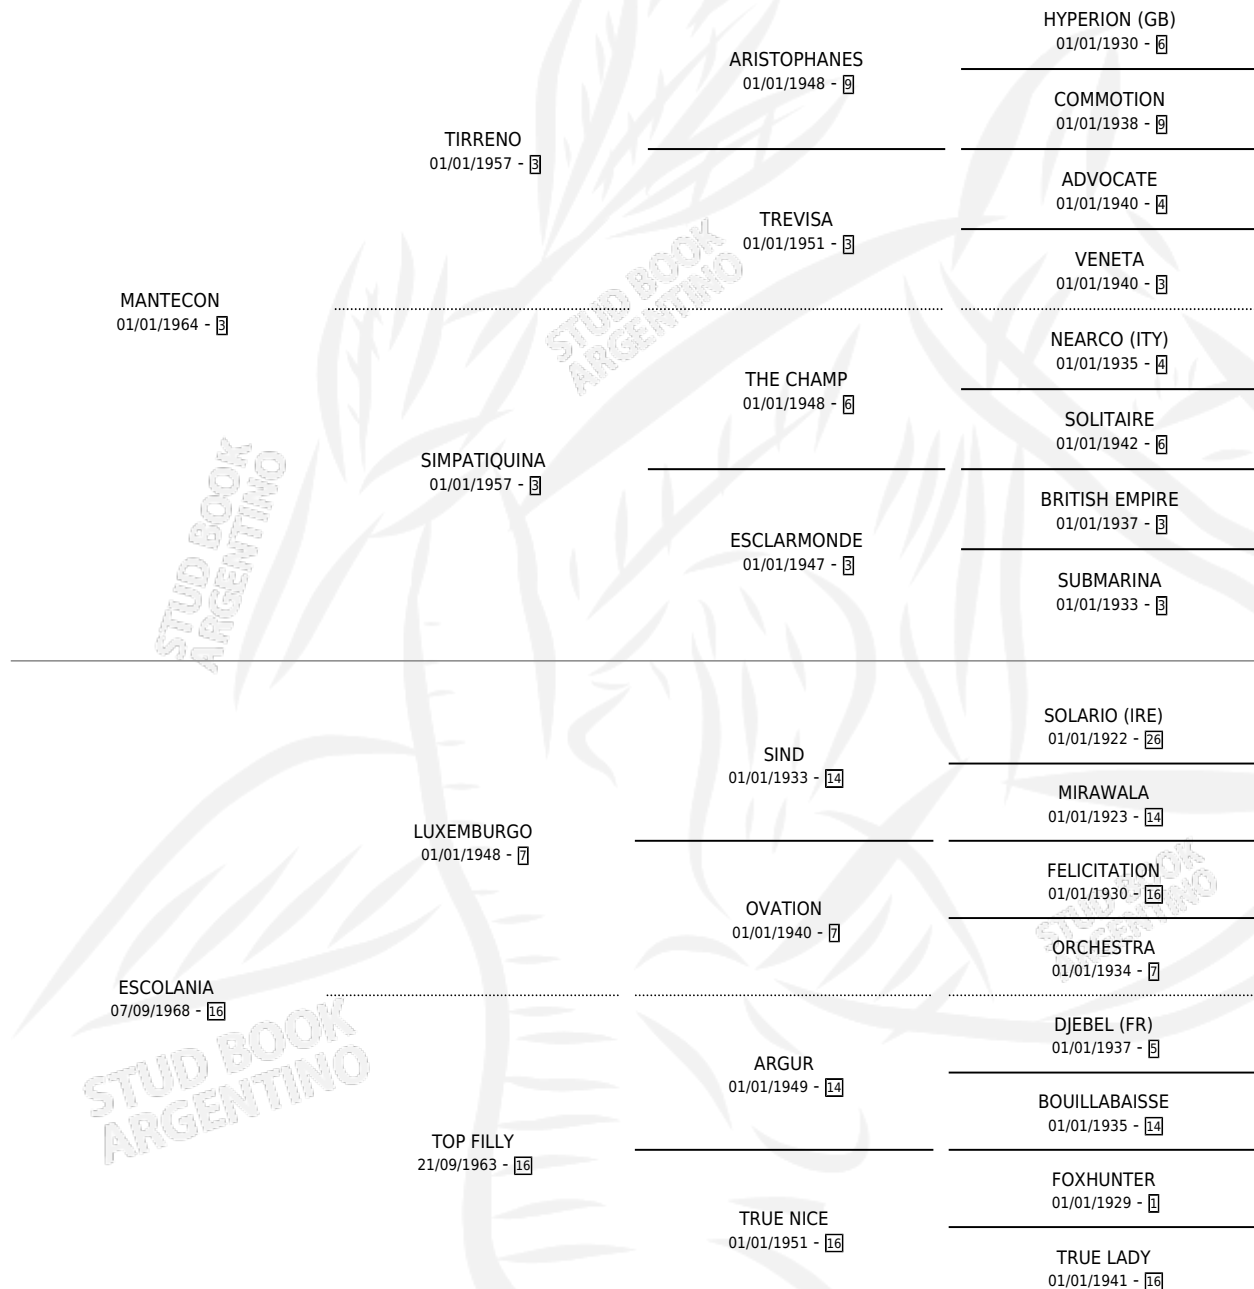 HYPERION (GB)
01/01/1930 - 6
ARISTOPHANES
01/01/1948 - 9
COMMOTION
01/01/1938 - 9
TIRRENO
01/01/1957 - 3
ADVOCATE
01/01/1940 - 4
TREVISA
01/01/1951 - 3
VENETA
01/01/1940 - 3
MANTECON
01/01/1964 - 3
NEARCO (ITY)
01/01/1935 - 4
THE CHAMP
01/01/1948 - 6
SOLITAIRE
01/01/1942 - 6
SIMPATIQUINA
01/01/1957 - 3
BRITISH EMPIRE
01/01/1937 - 3
ESCLARMONDE
01/01/1947 - 3
SUBMARINA
01/01/1933 - 3
SOLARIO (IRE)
01/01/1922 - 26
SIND
01/01/1933 - 14
MIRAWALA
01/01/1923 - 14
LUXEMBURGO
01/01/1948 - 7
FELICITATION
01/01/1930 - 16
OVATION
01/01/1940 - 7
ORCHESTRA
01/01/1934 - 7
ESCOLANIA
07/09/1968 - 16
DJEBEL (FR)
01/01/1937 - 5
ARGUR
01/01/1949 - 14
BOUILLABAISSE
01/01/1935 - 14
TOP FILLY
21/09/1963 - 16
FOXHUNTER
01/01/1929 - 1
TRUE NICE
01/01/1951 - 16
TRUE LADY
01/01/1941 - 16
STUD BOOK
ARGENTINO
STUD BOOK
ARGENTINO
STUD BOOK
ARGENTINO
STUD BOOK
ARGENTINO